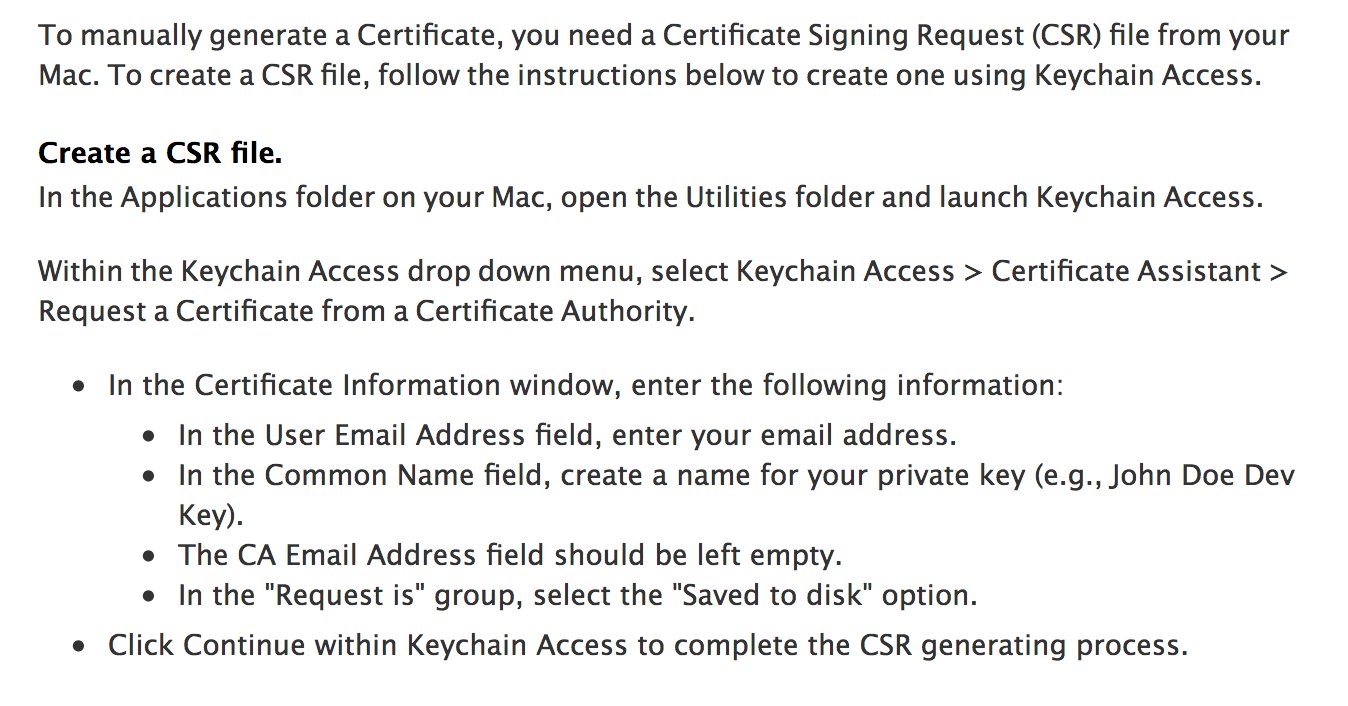 To manually generate a Certificate, you need a Certificate Signing Request (CSR) file from your
Mac. To create a CSR file, follow the instructions below to create one using Keychain Access.
Create a CSR file.
In the Applications folder on your Mac, open the Utilities folder and launch Keychain Access.
Within the Keychain Access drop down menu, select Keychain Access > Certificate Assistant >
Request a Certificate from a Certificate Authority.
• In the Certificate Information window, enter the following information:
• In the User Email Address field, enter your email address.
• In the Common Name field, create a name for your private key (e.g., John Doe Dev
Key).
• The CA Email Address field should be left empty.
• In the "Request is" group, select the "Saved to disk" option.
• Click Continue within Keychain Access to complete the CSR generating process.